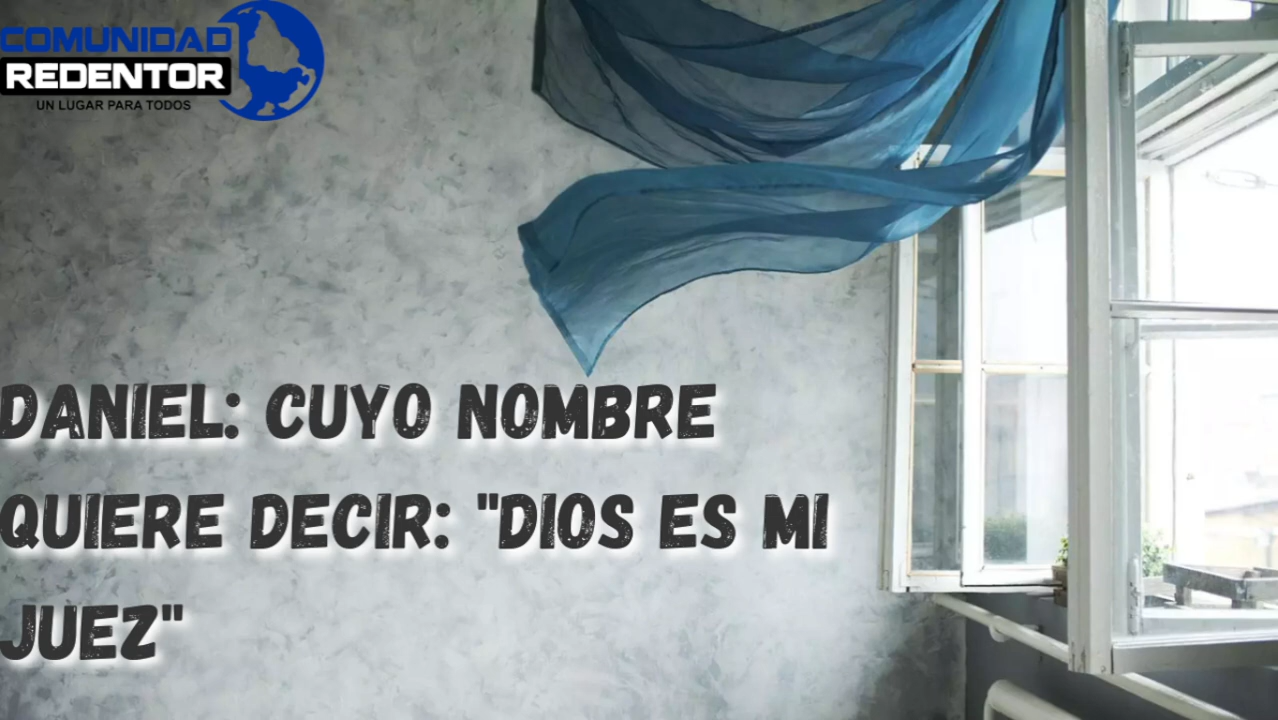 COMUNIDAD
REDENTOR
UN LUGAR PARA TODOS
DANIEL: CUYO NOMBRE
QUIERE DECIR: "DIOS ES MI
JUEZ"